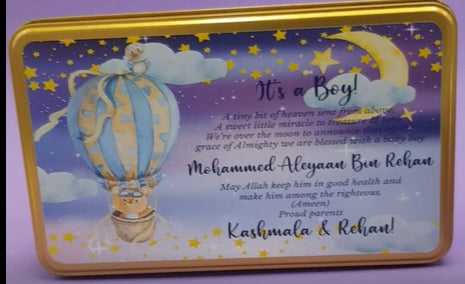 It's a Boy!
A tiny bit of heaven sent from above,
A sweet little miracle to treasure
We're over the moon to announce that by the
grace of Almighty we are blessed with a baby boy
Mohammed Aleyaan Bin Rehan
May Allah keep him in good health and
make him among the righteous.
(Ameen)
Proud parents
Kashmala & Rehan!